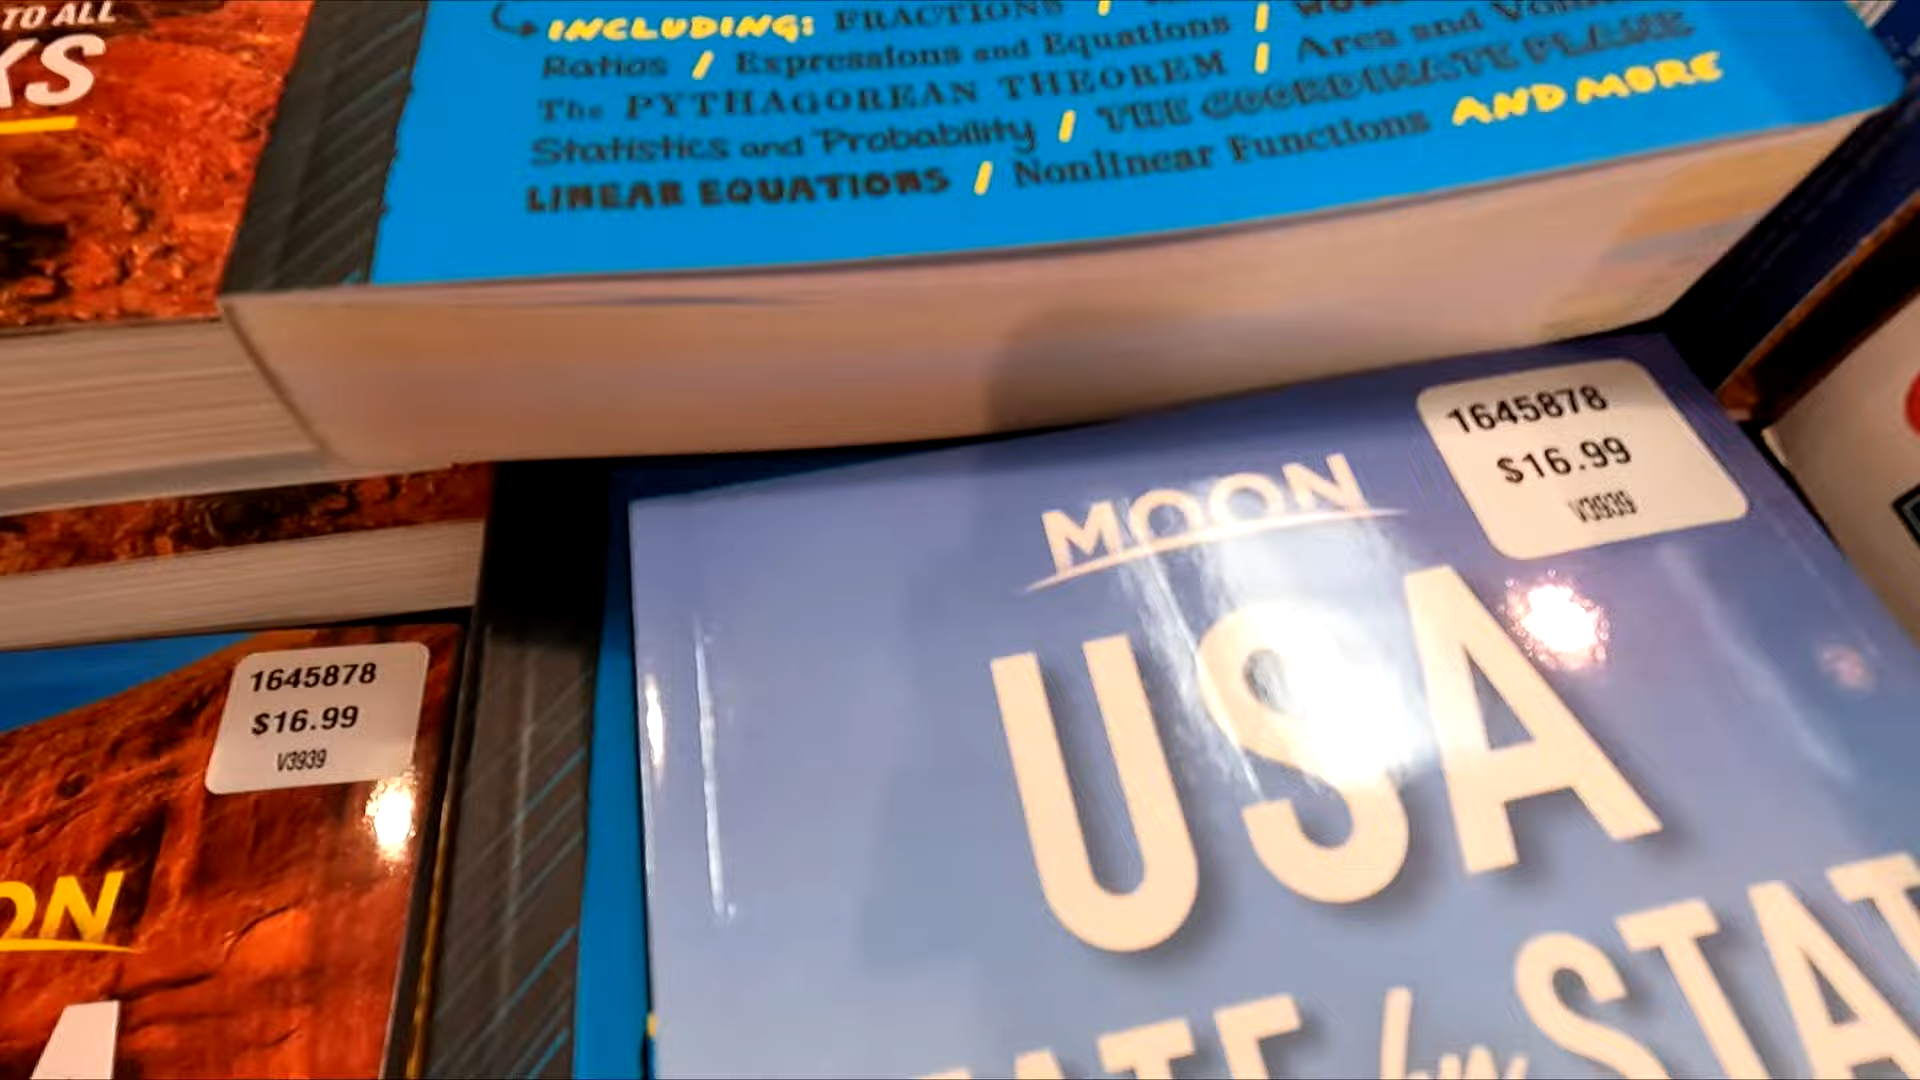 TO ALL
KS
INCLUDING: FRACTIONS /
Ratios / Expressions and Equations /
The PYTHAGOREAN THEOREM / Area and
Statistics and Probability / THE COORDINATE PLANE
LINEAR EQUATIONS / Nonlinear Functions AND MORE
1645878
$16.99
V3939
MOON
USA
STAT
1645878
$16.99
V3939
ON
A